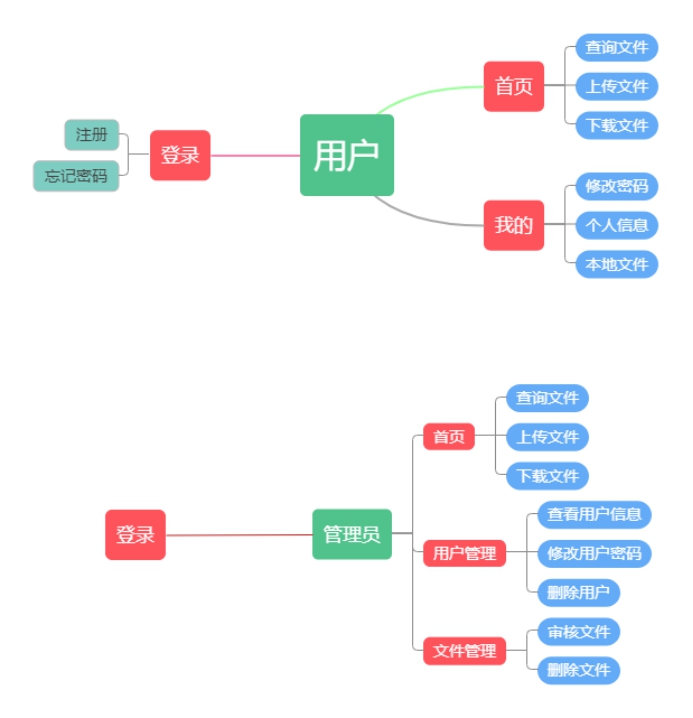 用户
登录
注册
忘记密码
首页
查询文件
上传文件
下载文件
我的
修改密码
个人信息
本地文件
登录
管理员
首页
查询文件
上传文件
下载文件
用户管理
查看用户信息
修改用户密码
删除用户
文件管理
审核文件
删除文件